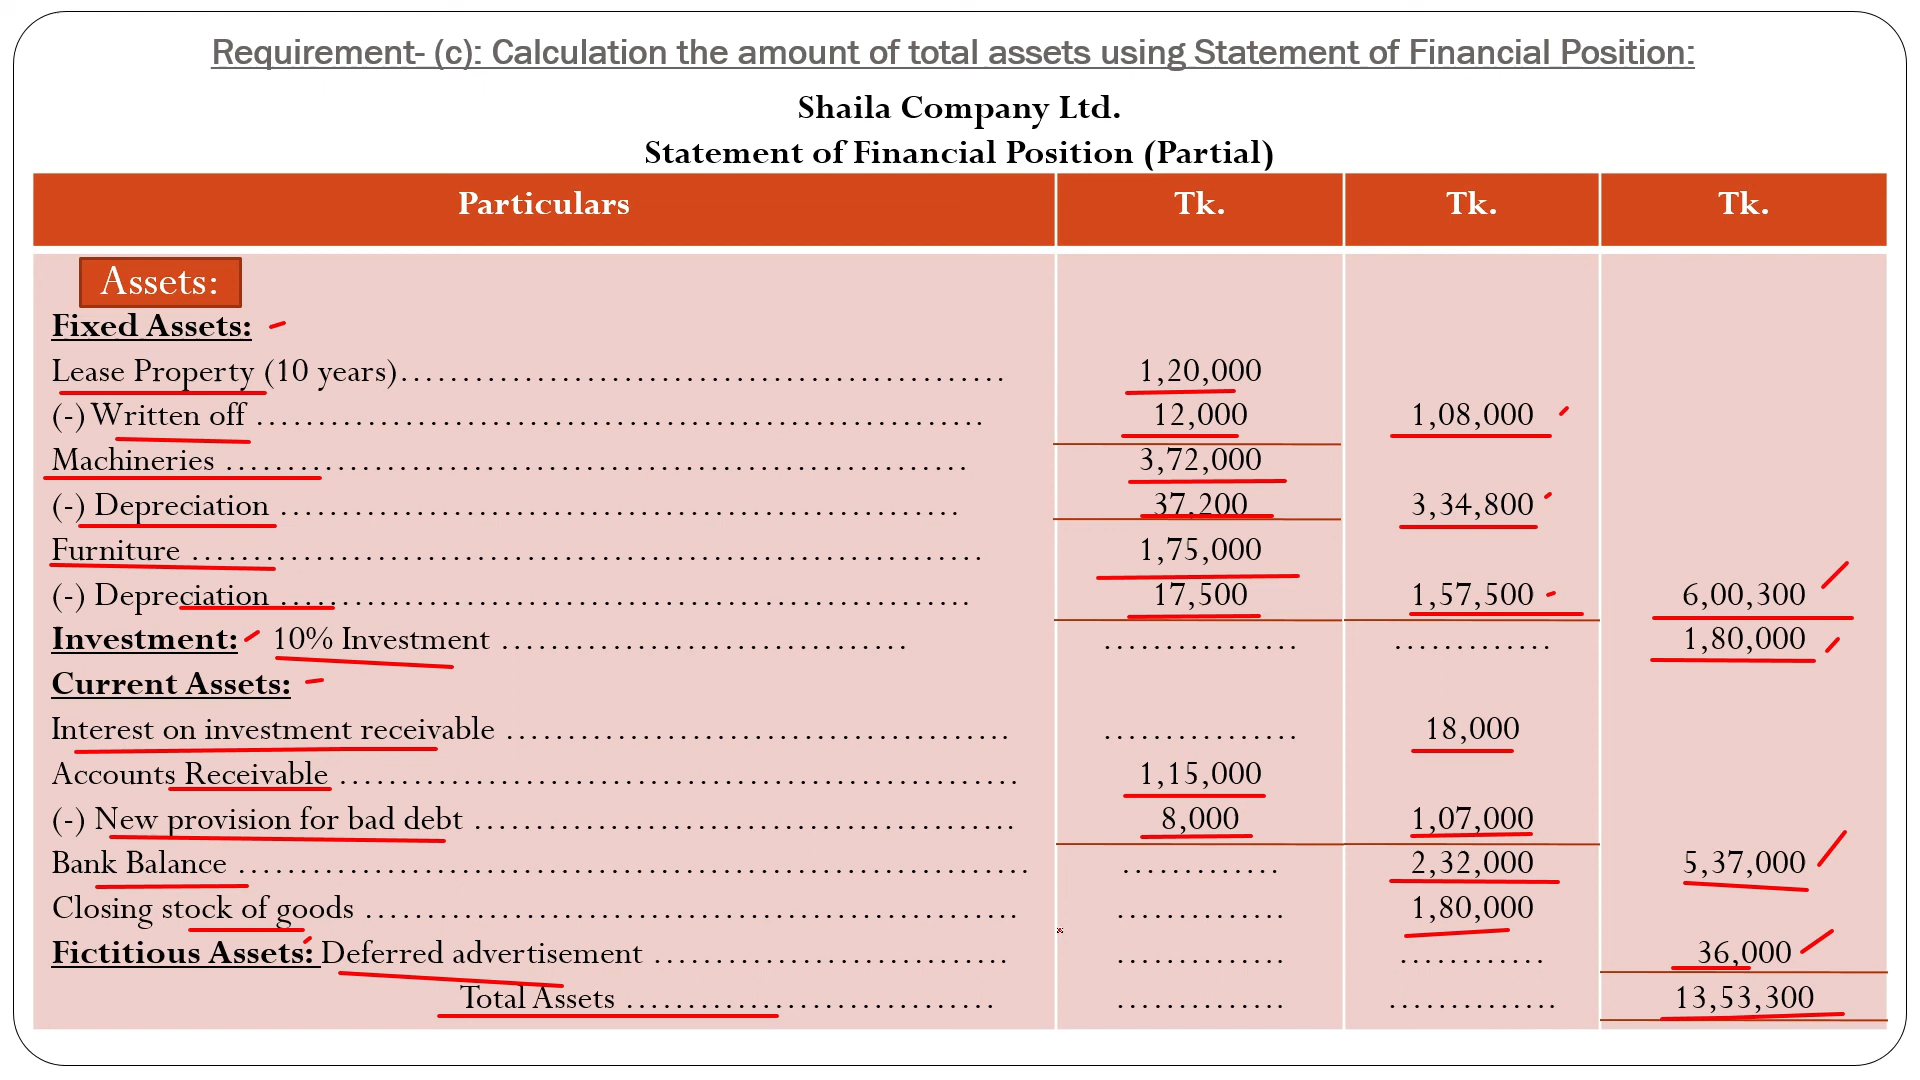 Requirement- (c): Calculation the amount of total assets using Statement of Financial Position:
Shaila Company Ltd.
Statement of Financial Position (Partial)
Particulars Tk. Tk. Tk.
Assets:
Fixed Assets:
Lease Property (10 years)................................................ 1,20,000
(-) Written off ........................................................... 12,000 1,08,000
Machineries ............................................................. 3,72,000
(-) Depreciation ....................................................... 37,200 3,34,800
Furniture ................................................................ 1,75,000
(-) Depreciation ........................................................ 17,500 1,57,500 6,00,300
Investment: 10% Investment ................................. ................ ............. 1,80,000
Current Assets:
Interest on investment receivable ......................................... ................ 18,000
Accounts Receivable ....................................................... 1,15,000
(-) New provision for bad debt ............................................ 8,000 1,07,000
Bank Balance ................................................................ ............. 2,32,000 5,37,000
Closing stock of goods ..................................................... .............. 1,80,000
Fictitious Assets: Deferred advertisement ............................. .............. ............ 36,000
Total Assets .............................. .............. .............. 13,53,300